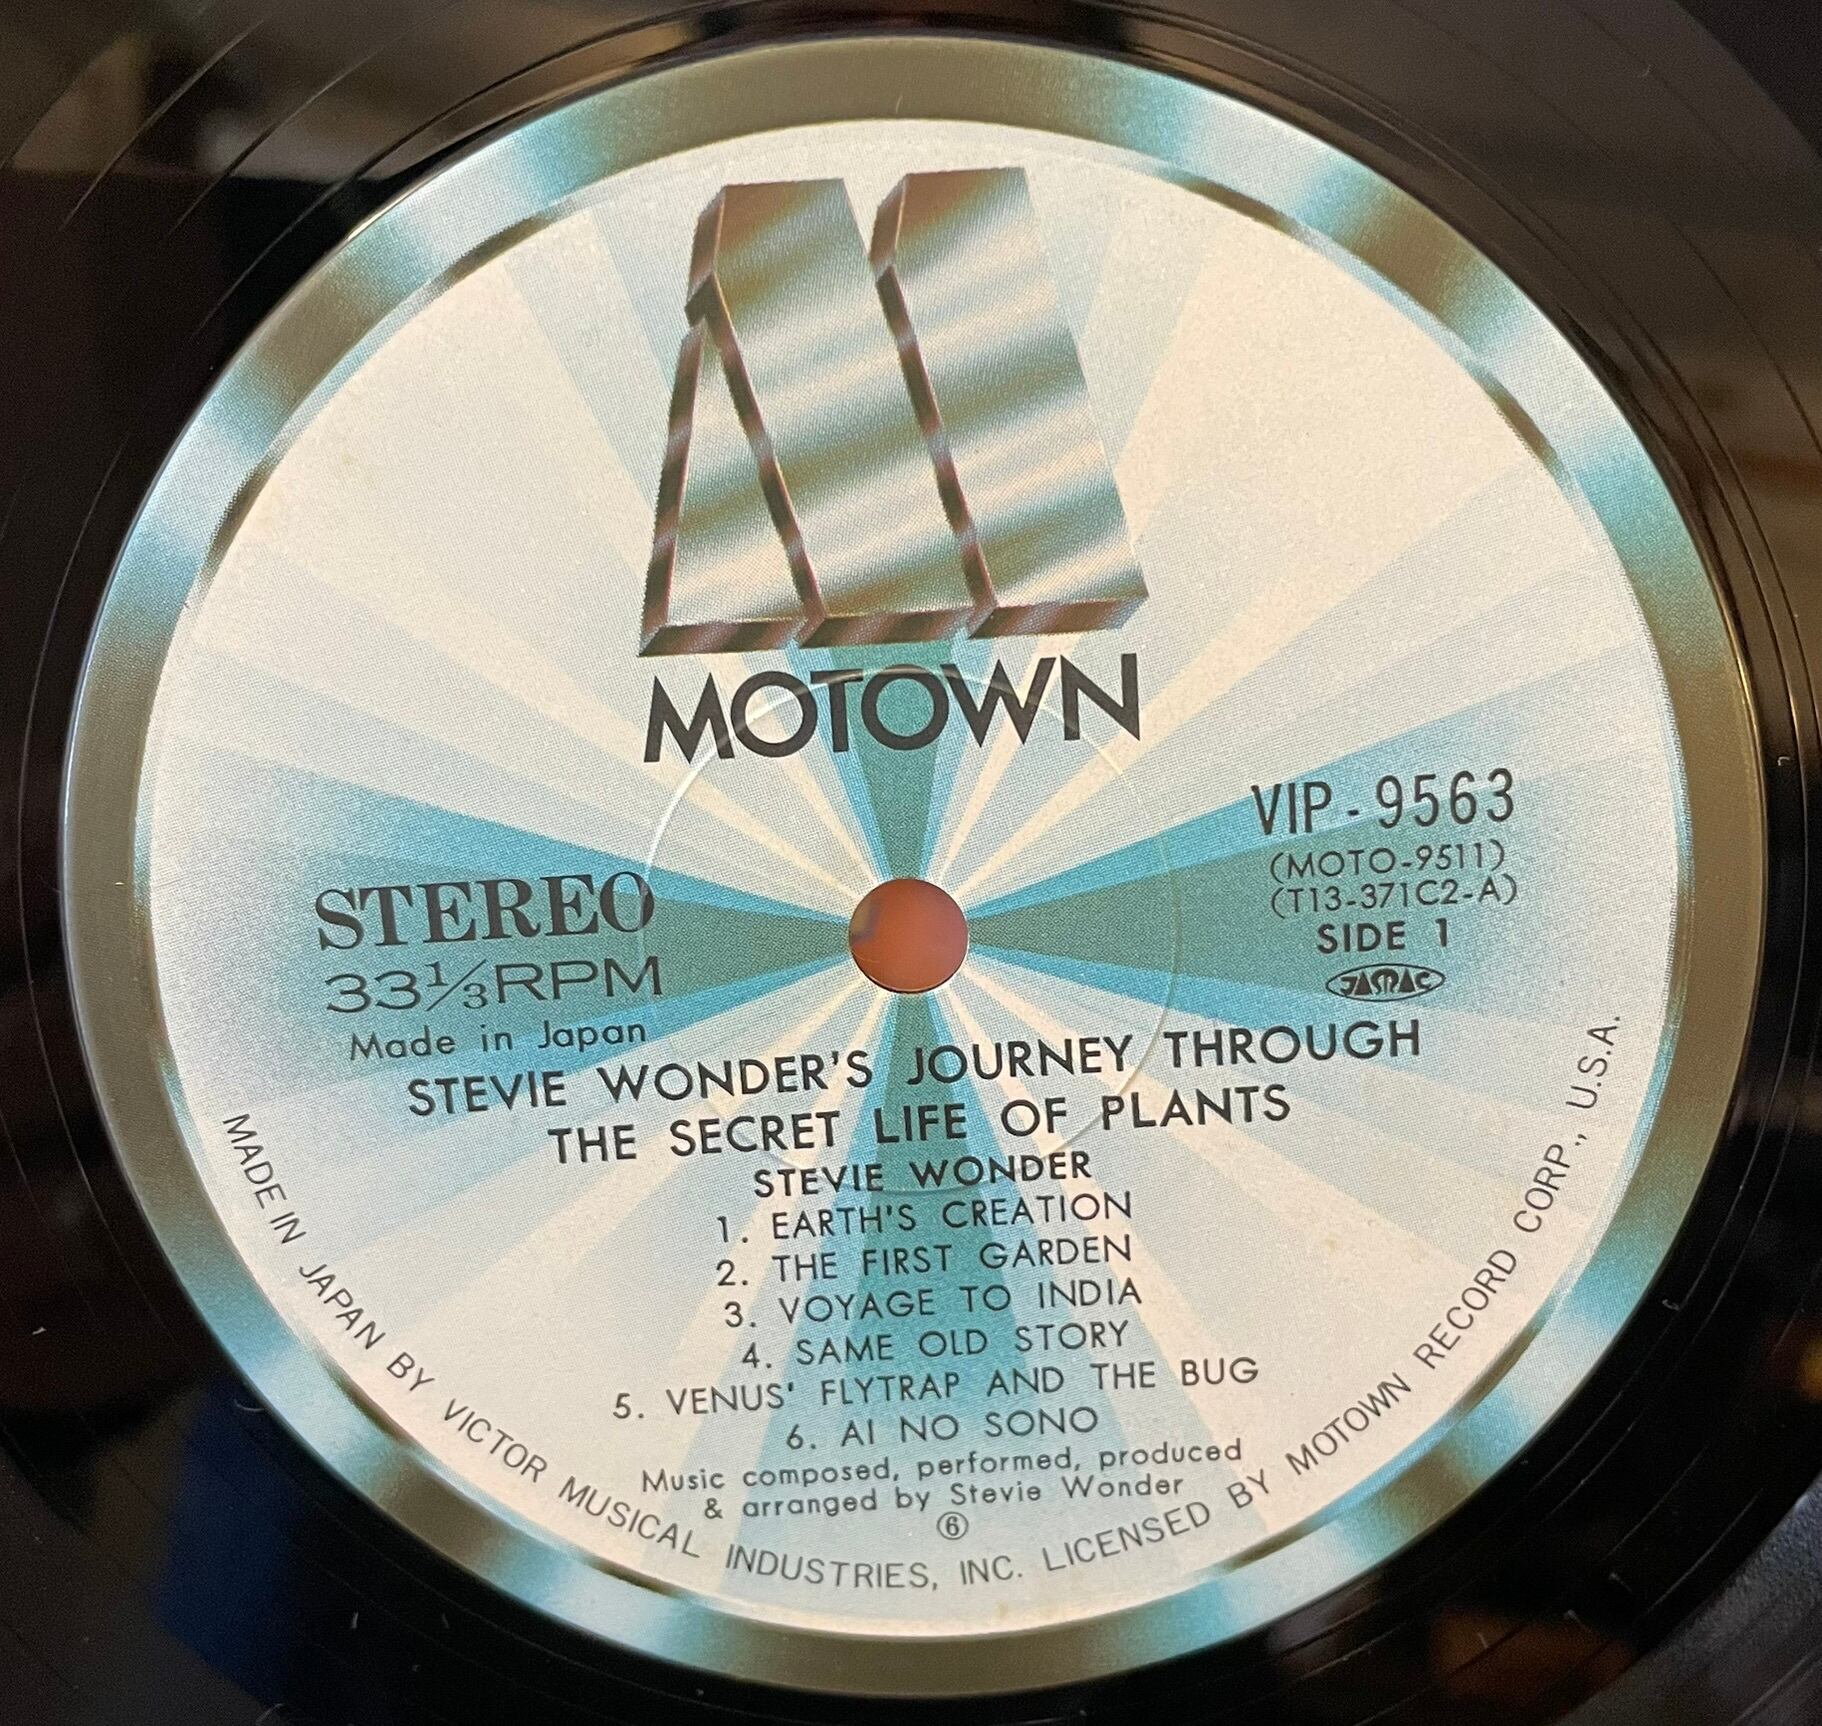 MOTOWN
VIP-9563
(MOTO-9511)
(T13-371C2-A)
SIDE 1
JASRAC
STEREO
33⅓RPM
Made in Japan
STEVIE WONDER'S JOURNEY THROUGH
THE SECRET LIFE OF PLANTS
STEVIE WONDER
1. EARTH'S CREATION
2. THE FIRST GARDEN
3. VOYAGE TO INDIA
4. SAME OLD STORY
5. VENUS' FLYTRAP AND THE BUG
6. AI NO SONO
Music composed, performed, produced
& arranged by Stevie Wonder
⑥
MADE IN JAPAN BY VICTOR MUSICAL INDUSTRIES, INC. LICENSED BY MOTOWN RECORD CORP., U.S.A.